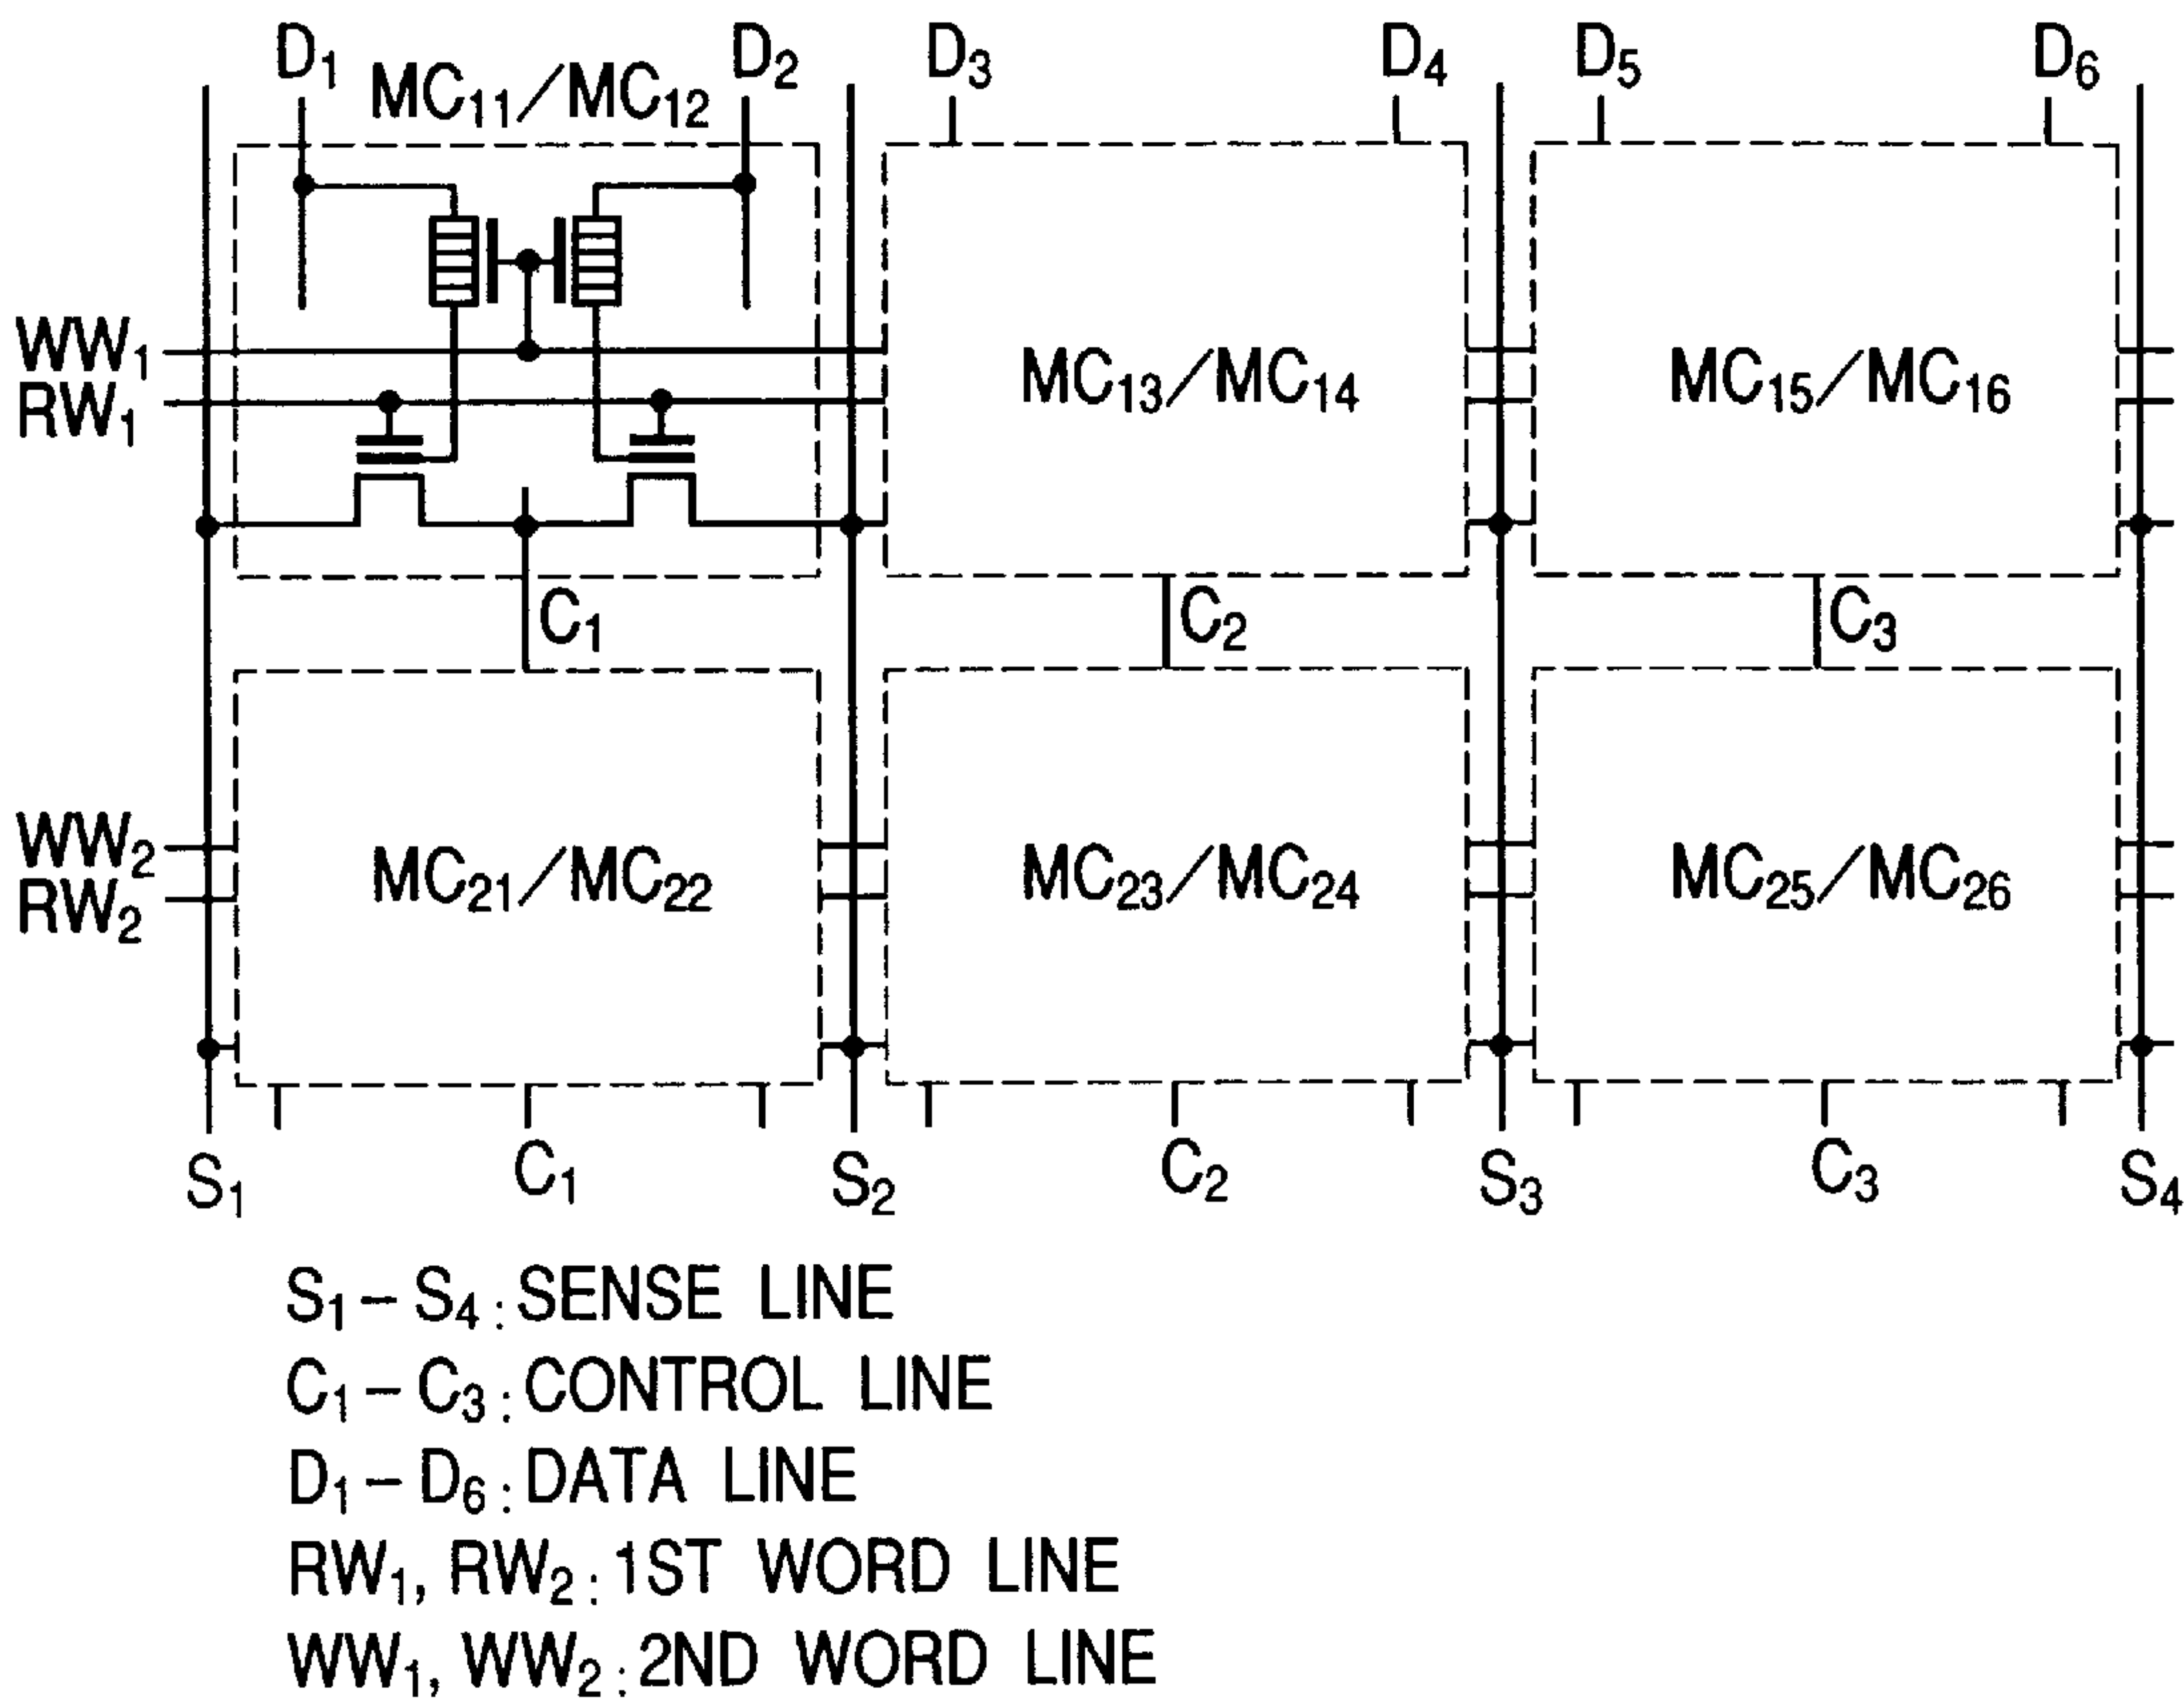 D1 D2 D3 D4 D5 D6
MC11/MC12
WW1
RW1
MC13/MC14
MC15/MC16
C1 C2 C3
WW2
RW2
MC21/MC22
MC23/MC24
MC25/MC26
S1 C1 S2 C2 S3 C3 S4
S1–S4: SENSE LINE
C1–C3: CONTROL LINE
D1–D6: DATA LINE
RW1, RW2: 1ST WORD LINE
WW1, WW2: 2ND WORD LINE